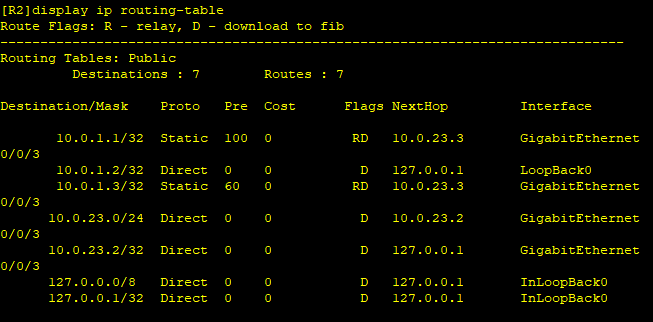 [R2]display ip routing-table
Route Flags: R - relay, D - download to fib
------------------------------------------------------------------------------
Routing Tables: Public
         Destinations : 7        Routes : 7

Destination/Mask    Proto   Pre  Cost      Flags NextHop         Interface

       10.0.1.1/32  Static  100  0          RD   10.0.23.3       GigabitEthernet
0/0/3
       10.0.1.2/32  Direct  0    0           D   127.0.0.1       LoopBack0
       10.0.1.3/32  Static  60   0          RD   10.0.23.3       GigabitEthernet
0/0/3
      10.0.23.0/24  Direct  0    0           D   10.0.23.2       GigabitEthernet
0/0/3
      10.0.23.2/32  Direct  0    0           D   127.0.0.1       GigabitEthernet
0/0/3
      127.0.0.0/8   Direct  0    0           D   127.0.0.1       InLoopBack0
      127.0.0.1/32  Direct  0    0           D   127.0.0.1       InLoopBack0